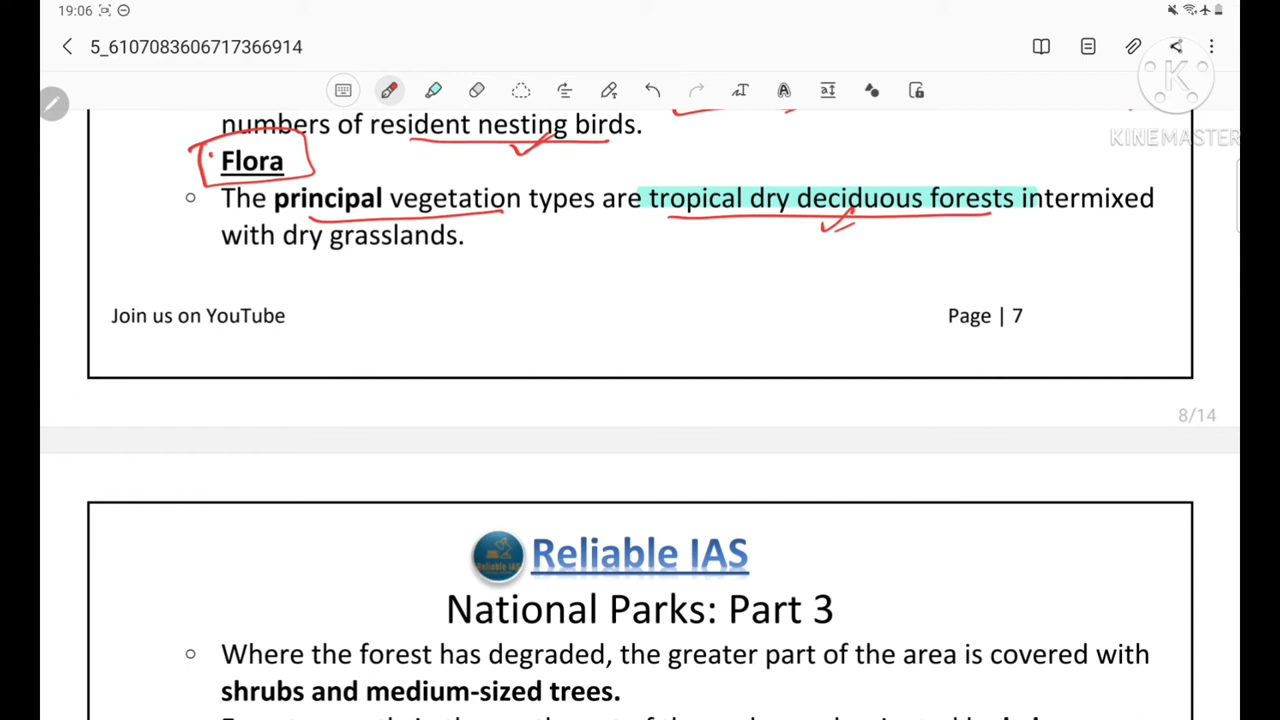 19:06
5_6107083606717366914
K
KINEMASTER
numbers of resident nesting birds.
Flora
The principal vegetation types are tropical dry deciduous forests intermixed
with dry grasslands.
Join us on YouTube
Page | 7
8/14
Reliable IAS
National Parks: Part 3
Where the forest has degraded, the greater part of the area is covered with
shrubs and medium-sized trees.